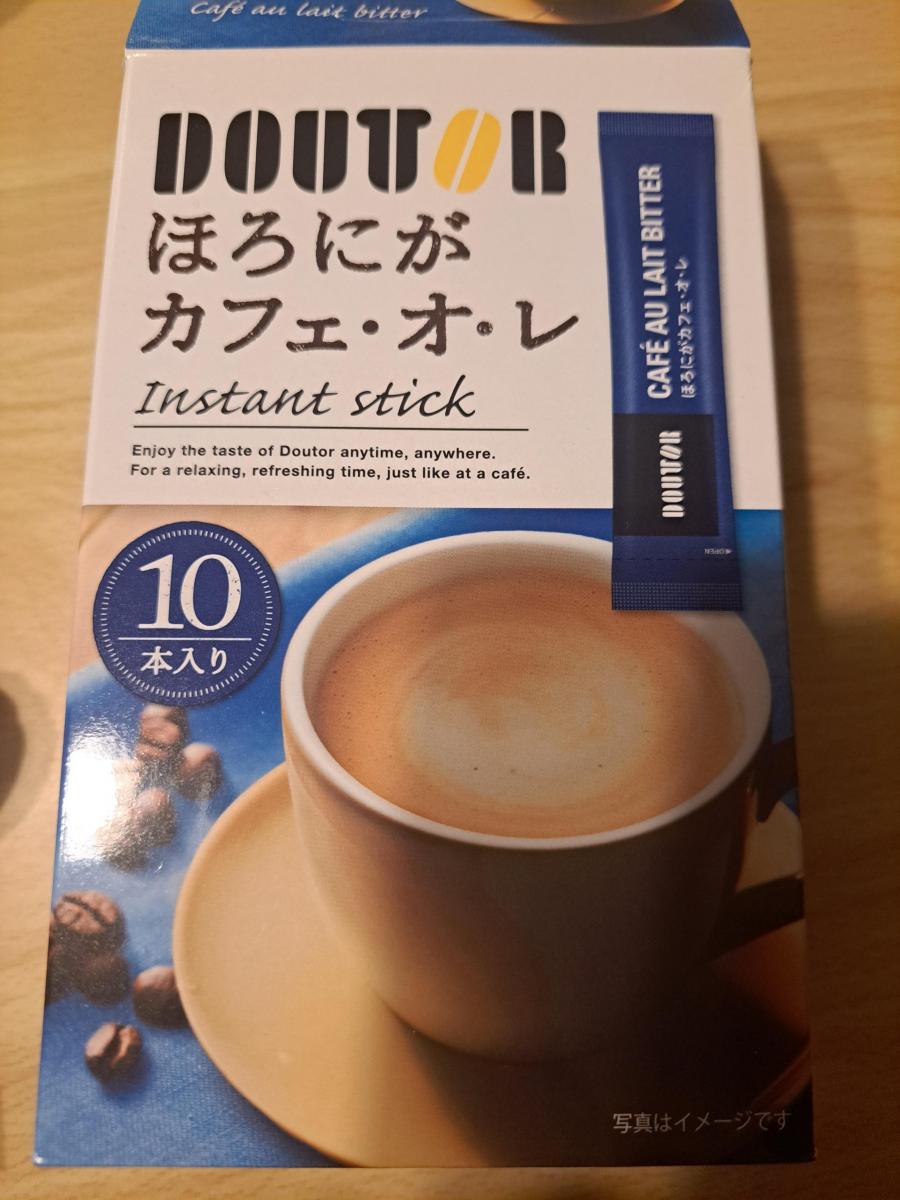 Café au lait bitter
DOUTOR
ほろにが
カフェ・オ・レ
Instant stick
Enjoy the taste of Doutor anytime, anywhere.
For a relaxing, refreshing time, just like at a café.
CAFÉ AU LAIT BITTER
ほろにがカフェ・オ・レ
DOUTOR
◀OPEN
10
本入り
写真はイメージです